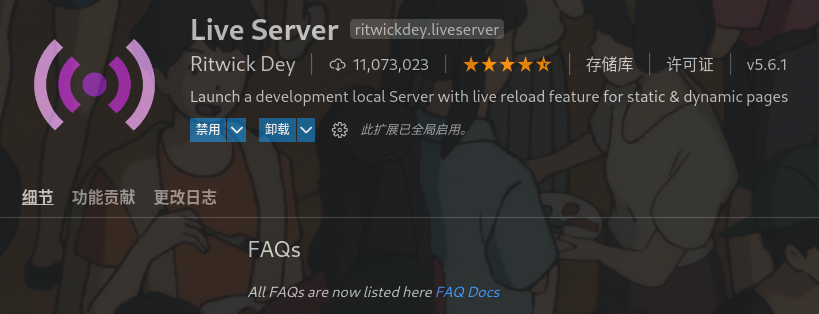 Live Server ritwickdey.liveserver
Ritwick Dey 11,073,023 存储库 许可证 v5.6.1
Launch a development local Server with live reload feature for static & dynamic pages
禁用 卸载 此扩展已全局启用。
细节 功能贡献 更改日志
FAQs
All FAQs are now listed here FAQ Docs